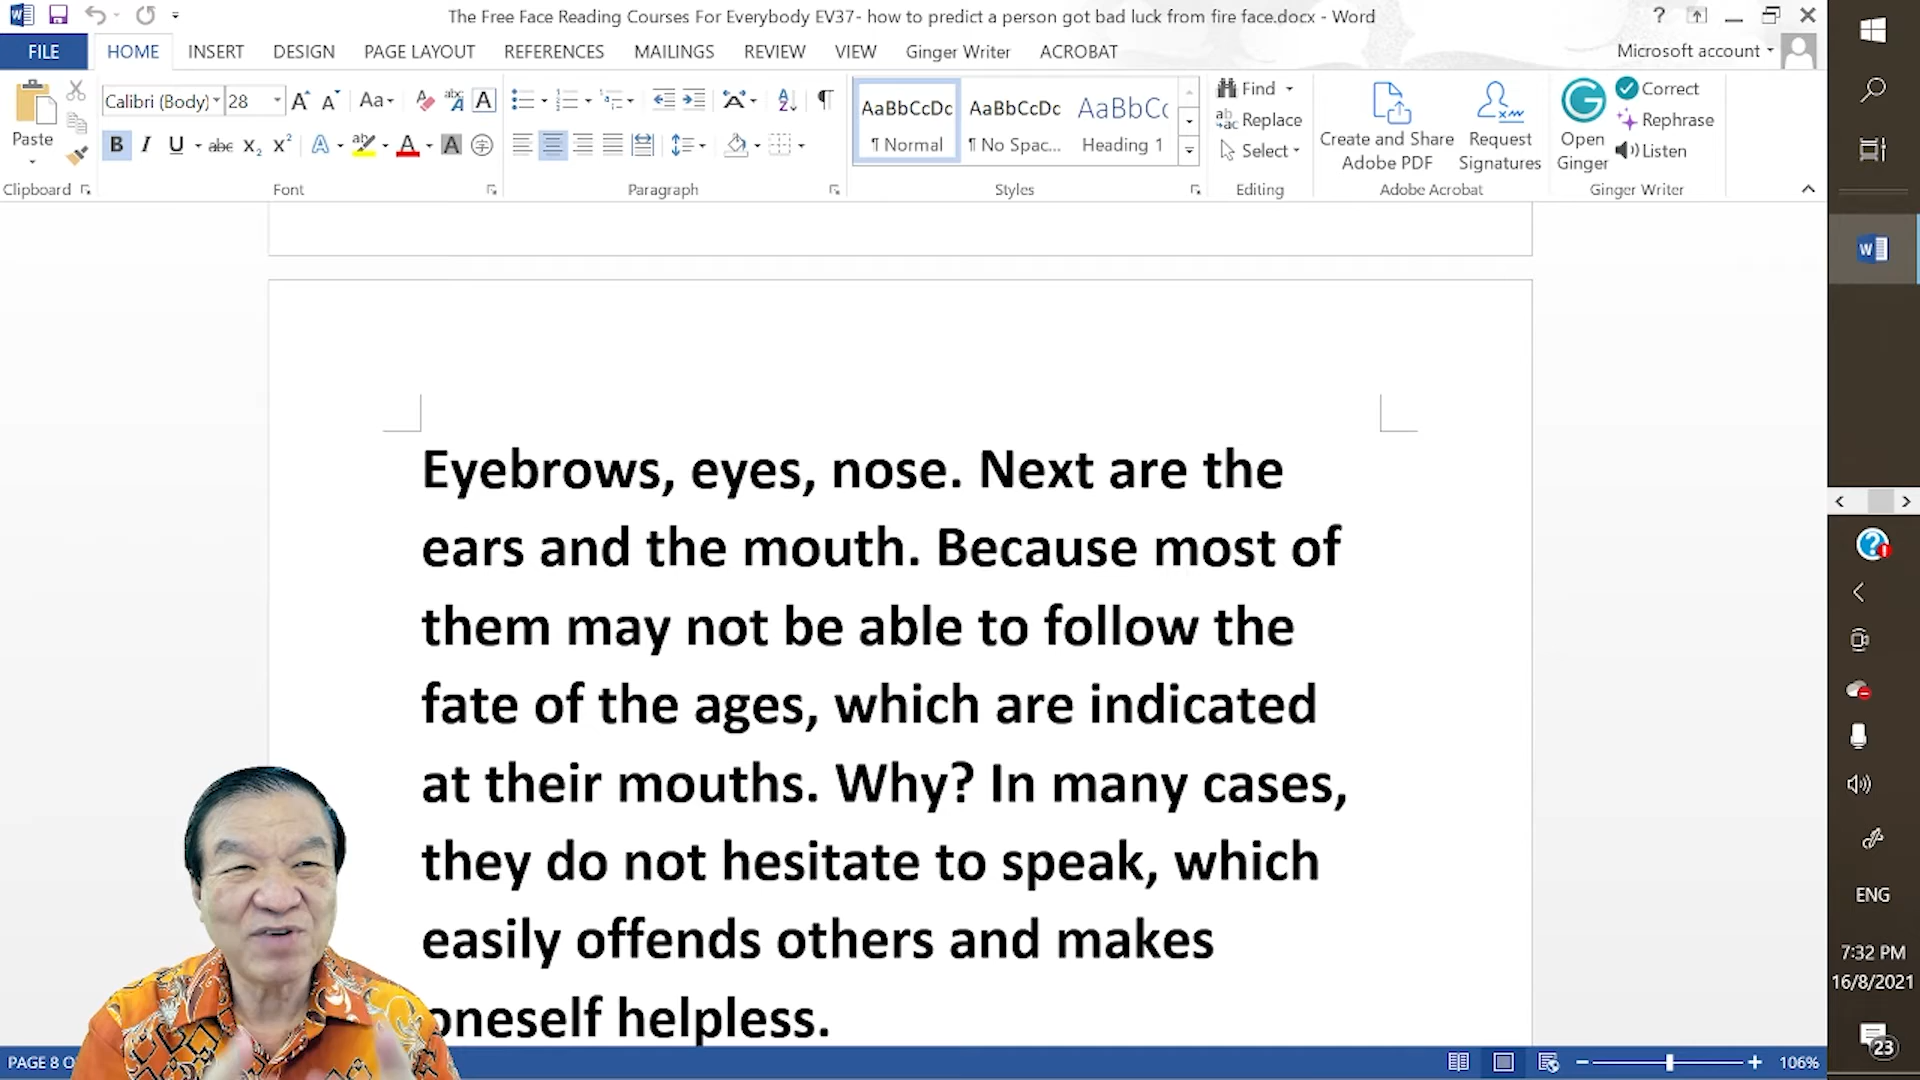 The Free Face Reading Courses For Everybody EV37- how to predict a person got bad luck from fire face.docx - Word
?
FILE HOME INSERT DESIGN PAGE LAYOUT REFERENCES MAILINGS REVIEW VIEW Ginger Writer ACROBAT Microsoft account
Paste
Calibri (Body) 28
Aa
B I U abc X₂ X²
AaBbCcDc AaBbCcDc AaBbCc
¶ Normal ¶ No Spac... Heading 1
Find
Replace
Select
Create and Share
Adobe PDF
Request
Signatures
Open
Ginger
Correct
Rephrase
Listen
Clipboard Font Paragraph Styles Editing Adobe Acrobat Ginger Writer
Eyebrows, eyes, nose. Next are the
ears and the mouth. Because most of
them may not be able to follow the
fate of the ages, which are indicated
at their mouths. Why? In many cases,
they do not hesitate to speak, which
easily offends others and makes
oneself helpless.
ENG
7:32 PM
16/8/2021
23
PAGE 8 O
106%